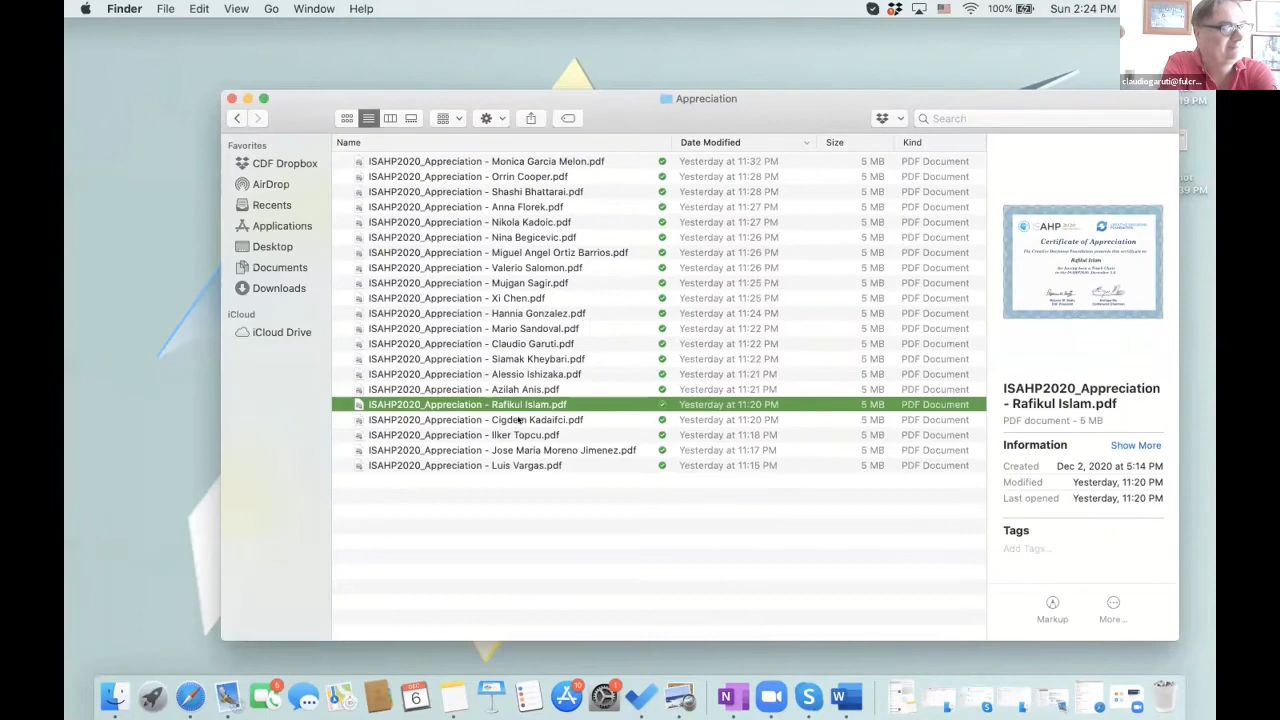 Finder File Edit View Go Window Help 100% Sun 2:24 PM
claudiogaruti@fulcr...
Appreciation
Search
Favorites
CDF Dropbox
AirDrop
Recents
Applications
Desktop
Documents
Downloads
iCloud
iCloud Drive
Name Date Modified Size Kind
ISAHP2020_Appreciation - Monica Garcia Melon.pdf Yesterday at 11:32 PM 5 MB PDF Document
ISAHP2020_Appreciation - Orrin Cooper.pdf Yesterday at 11:28 PM 5 MB PDF Document
ISAHP2020_Appreciation - Shashi Bhattarai.pdf Yesterday at 11:28 PM 5 MB PDF Document
ISAHP2020_Appreciation - Anna Florek.pdf Yesterday at 11:27 PM 5 MB PDF Document
ISAHP2020_Appreciation - Nikola Kadoic.pdf Yesterday at 11:27 PM 5 MB PDF Document
ISAHP2020_Appreciation - Nina Begicevic.pdf Yesterday at 11:26 PM 5 MB PDF Document
ISAHP2020_Appreciation - Miguel Angel Ortiz Barrios.pdf Yesterday at 11:26 PM 5 MB PDF Document
ISAHP2020_Appreciation - Valerio Salomon.pdf Yesterday at 11:26 PM 5 MB PDF Document
ISAHP2020_Appreciation - Mujgan Sagir.pdf Yesterday at 11:25 PM 5 MB PDF Document
ISAHP2020_Appreciation - Xi Chen.pdf Yesterday at 11:25 PM 5 MB PDF Document
ISAHP2020_Appreciation - Hannia Gonzalez.pdf Yesterday at 11:24 PM 5 MB PDF Document
ISAHP2020_Appreciation - Mario Sandoval.pdf Yesterday at 11:22 PM 5 MB PDF Document
ISAHP2020_Appreciation - Claudio Garuti.pdf Yesterday at 11:22 PM 5 MB PDF Document
ISAHP2020_Appreciation - Siamak Kheybari.pdf Yesterday at 11:22 PM 5 MB PDF Document
ISAHP2020_Appreciation - Alessio Ishizaka.pdf Yesterday at 11:21 PM 5 MB PDF Document
ISAHP2020_Appreciation - Azilah Anis.pdf Yesterday at 11:21 PM 5 MB PDF Document
ISAHP2020_Appreciation - Rafikul Islam.pdf Yesterday at 11:20 PM 5 MB PDF Document
ISAHP2020_Appreciation - Cigdem Kadaifci.pdf Yesterday at 11:20 PM 5 MB PDF Document
ISAHP2020_Appreciation - Ilker Topcu.pdf Yesterday at 11:18 PM 5 MB PDF Document
ISAHP2020_Appreciation - Jose Maria Moreno Jimenez.pdf Yesterday at 11:17 PM 5 MB PDF Document
ISAHP2020_Appreciation - Luis Vargas.pdf Yesterday at 11:15 PM 5 MB PDF Document
ISAHP 2020
Certificate of Appreciation
Rafikul Islam
ISAHP2020_Appreciation
- Rafikul Islam.pdf
PDF document - 5 MB
Information Show More
Created Dec 2, 2020 at 5:14 PM
Modified Yesterday, 11:20 PM
Last opened Yesterday, 11:20 PM
Tags
Add Tags...
Markup More...
19 PM
39 PM
5 DEC 6 10 1